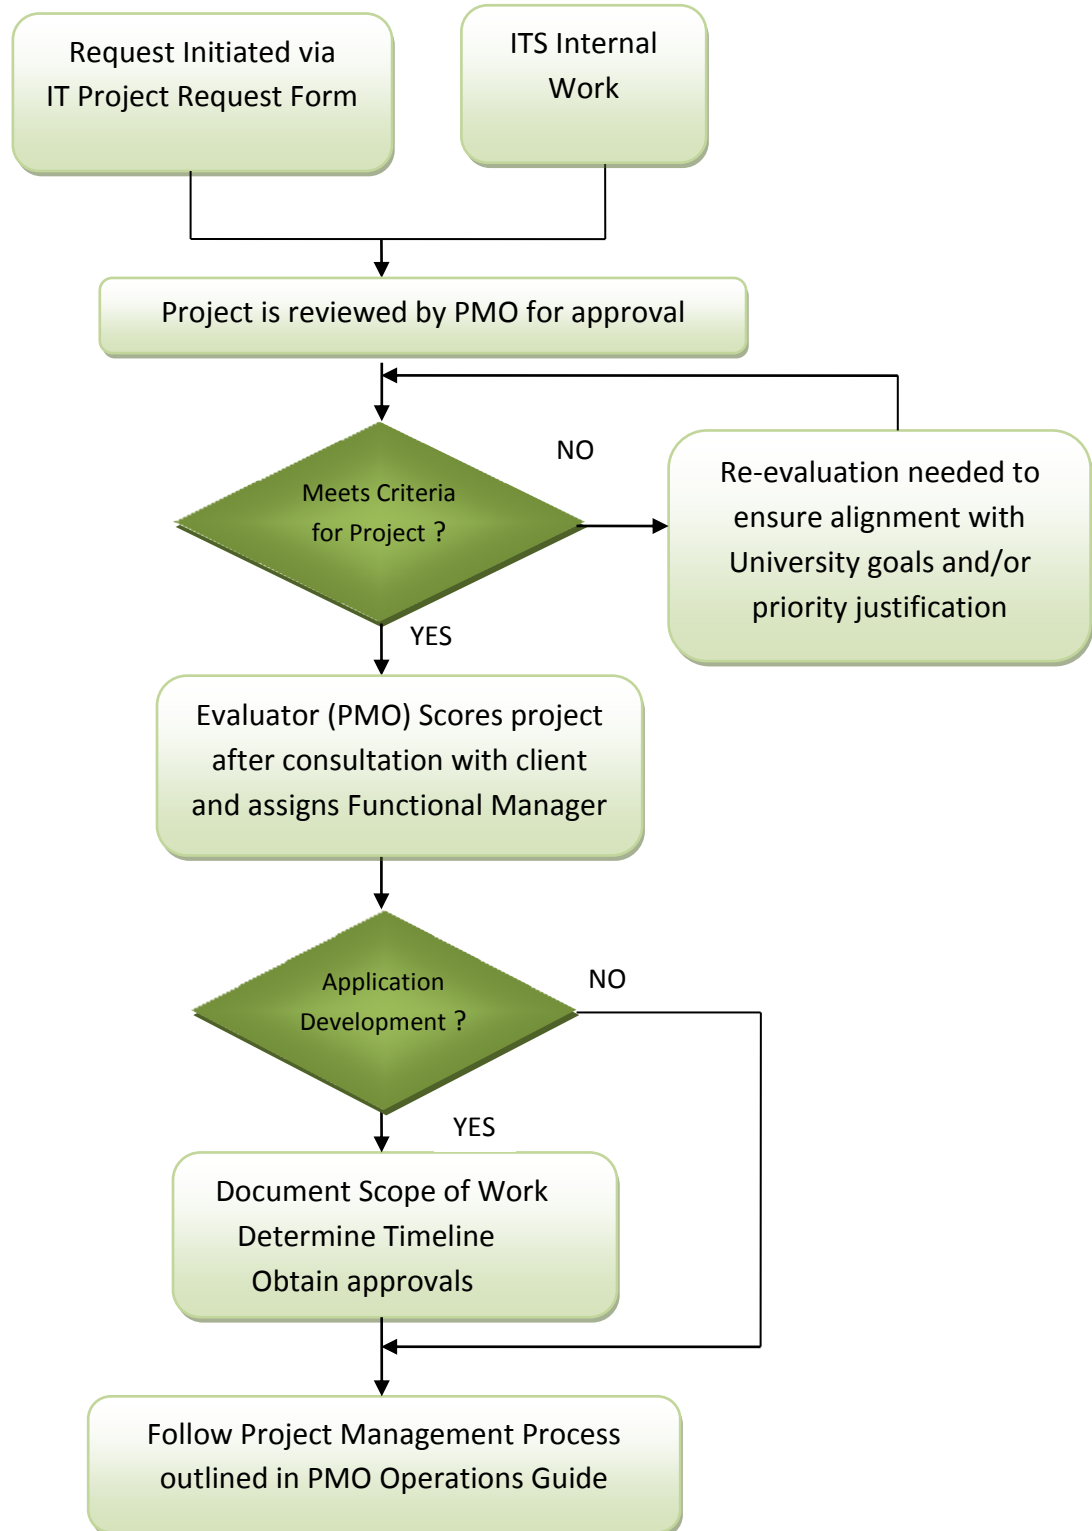 Request Initiated via
IT Project Request Form
ITS Internal
Work
Project is reviewed by PMO for approval
Meets Criteria
for Project ?
NO
Re-evaluation needed to
ensure alignment with
University goals and/or
priority justification
YES
Evaluator (PMO) Scores project
after consultation with client
and assigns Functional Manager
Application
Development ?
NO
YES
Document Scope of Work
Determine Timeline
Obtain approvals
Follow Project Management Process
outlined in PMO Operations Guide